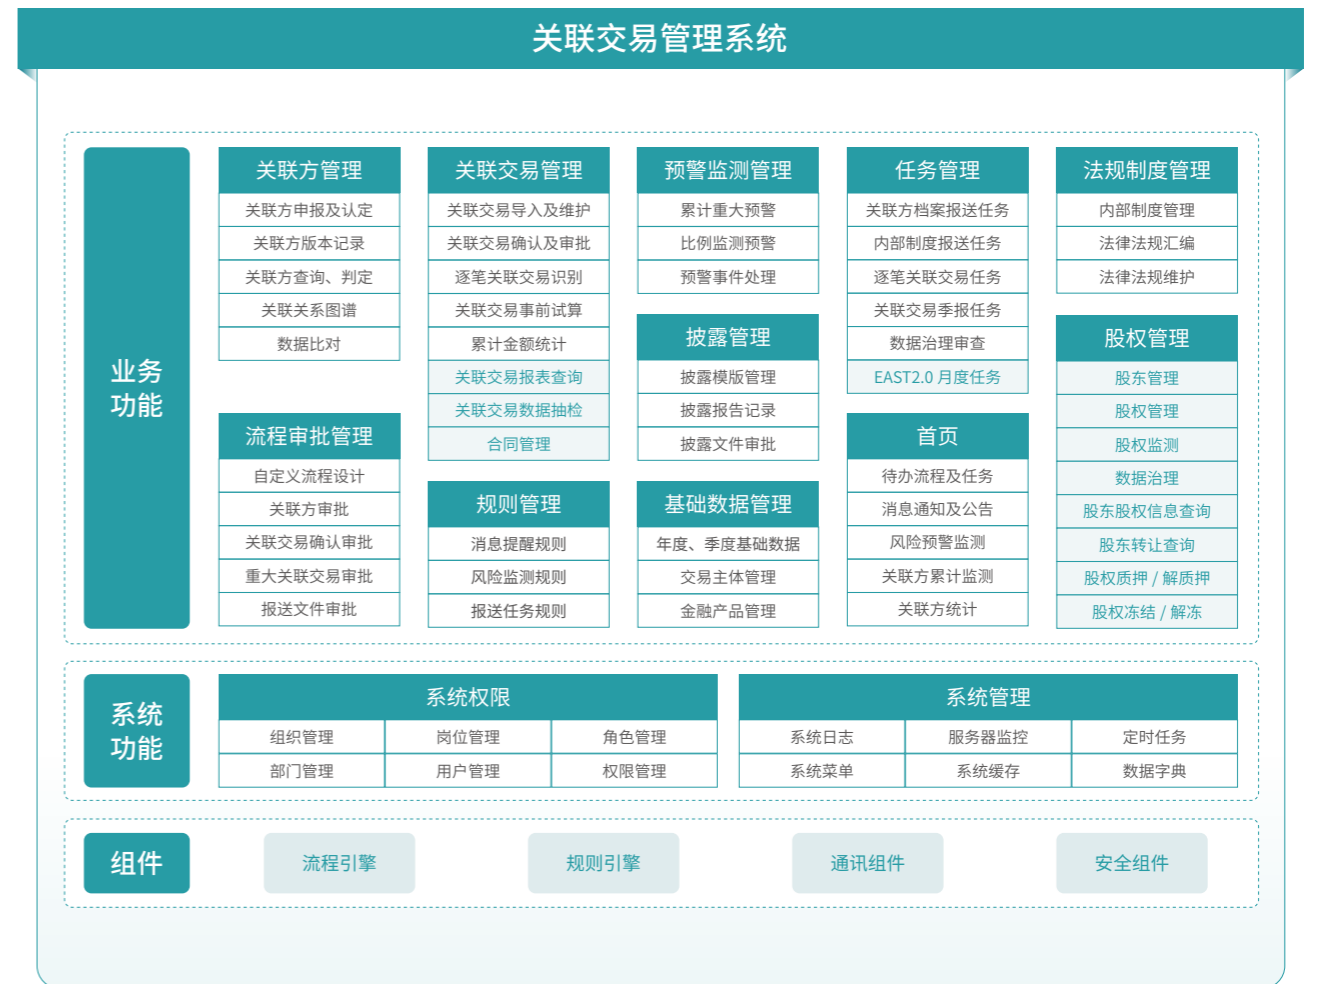 关联交易管理系统
业务
功能
关联方管理
关联方申报及认定
关联方版本记录
关联方查询、判定
关联关系图谱
数据比对
流程审批管理
自定义流程设计
关联方审批
关联交易确认审批
重大关联交易审批
报送文件审批
关联交易管理
关联交易导入及维护
关联交易确认及审批
逐笔关联交易识别
关联交易事前试算
累计金额统计
关联交易报表查询
关联交易数据抽检
合同管理
规则管理
消息提醒规则
风险监测规则
报送任务规则
预警监测管理
累计重大预警
比例监测预警
预警事件处理
披露管理
披露模版管理
披露报告记录
披露文件审批
基础数据管理
年度、季度基础数据
交易主体管理
金融产品管理
任务管理
关联方档案报送任务
内部制度报送任务
逐笔关联交易任务
关联交易季报任务
数据治理审查
EAST2.0 月度任务
首页
待办流程及任务
消息通知及公告
风险预警监测
关联方累计监测
关联方统计
法规制度管理
内部制度管理
法律法规汇编
法律法规维护
股权管理
股东管理
股权管理
股权监测
数据治理
股东股权信息查询
股东转让查询
股权质押 / 解质押
股权冻结 / 解冻
系统
功能
系统权限
组织管理
岗位管理
角色管理
部门管理
用户管理
权限管理
系统管理
系统日志
服务器监控
定时任务
系统菜单
系统缓存
数据字典
组件
流程引擎
规则引擎
通讯组件
安全组件